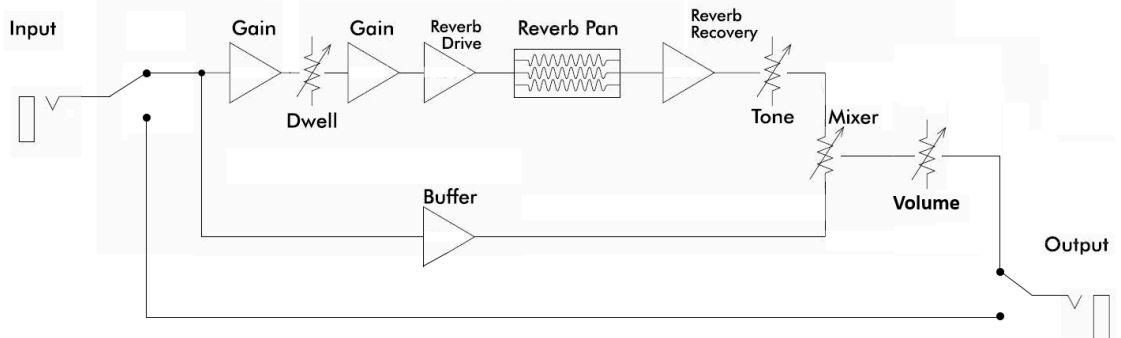 Input
Gain
Gain
Reverb
Drive
Reverb Pan
Reverb
Recovery
Dwell
Tone
Mixer
Buffer
Volume
Output